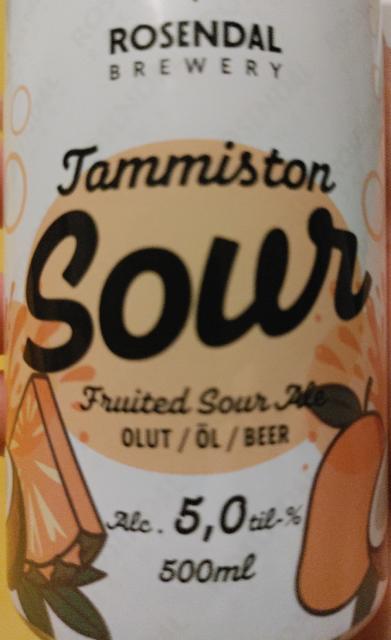 ROSENDAL
BREWERY
Tammiston
Sour
Fruited Sour Ale
OLUT / ÖL / BEER
Alc. 5,0 til-%
500ml